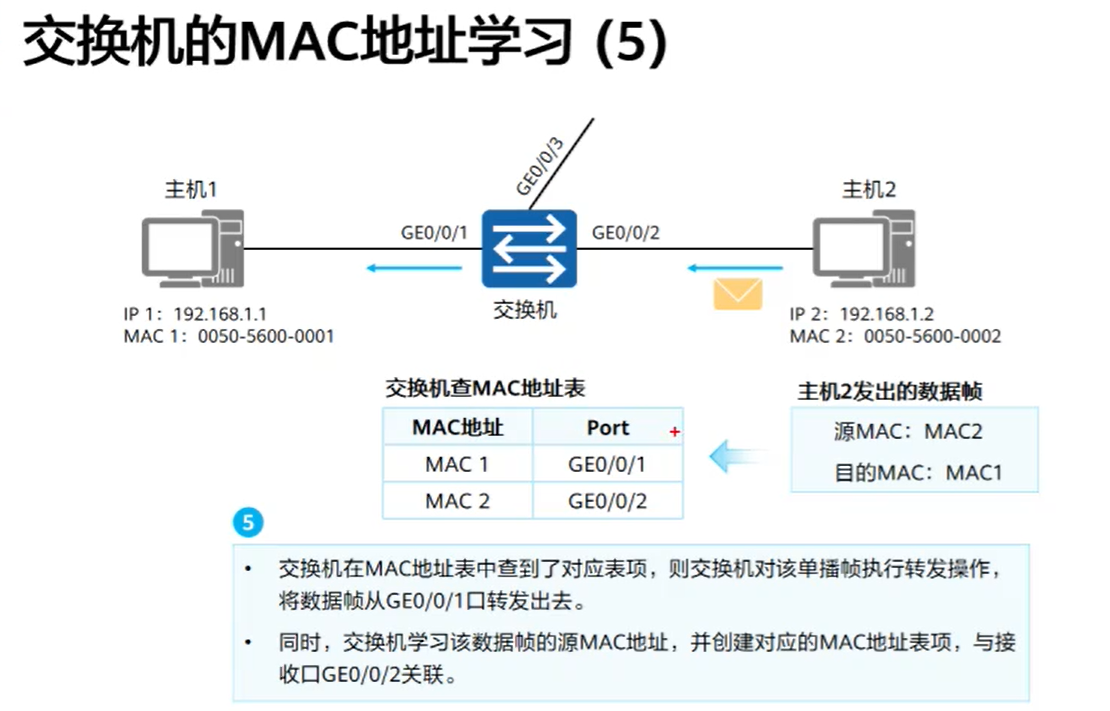 交换机的MAC地址学习 (5)
GE0/0/3
主机1
主机2
GE0/0/1
GE0/0/2
交换机
IP 1：192.168.1.1
MAC 1：0050-5600-0001
IP 2：192.168.1.2
MAC 2：0050-5600-0002
交换机查MAC地址表
MAC地址 Port
MAC 1 GE0/0/1
MAC 2 GE0/0/2
主机2发出的数据帧
源MAC：MAC2
目的MAC：MAC1
5
• 交换机在MAC地址表中查到了对应表项，则交换机对该单播帧执行转发操作，
将数据帧从GE0/0/1口转发出去。
• 同时，交换机学习该数据帧的源MAC地址，并创建对应的MAC地址表项，与接
收口GE0/0/2关联。